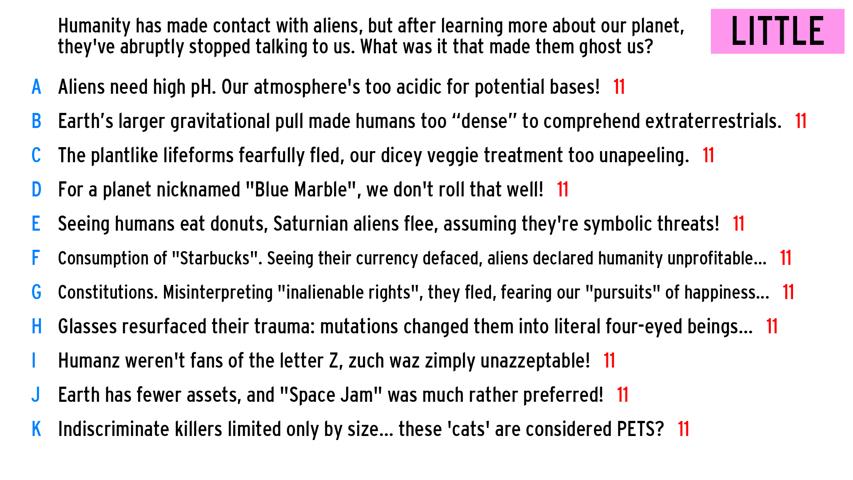 Humanity has made contact with aliens, but after learning more about our planet,
they've abruptly stopped talking to us. What was it that made them ghost us?
LITTLE
A Aliens need high pH. Our atmosphere's too acidic for potential bases! 11
B Earth's larger gravitational pull made humans too “dense” to comprehend extraterrestrials. 11
C The plantlike lifeforms fearfully fled, our dicey veggie treatment too unapeeling. 11
D For a planet nicknamed "Blue Marble", we don't roll that well! 11
E Seeing humans eat donuts, Saturnian aliens flee, assuming they're symbolic threats! 11
F Consumption of "Starbucks". Seeing their currency defaced, aliens declared humanity unprofitable... 11
G Constitutions. Misinterpreting "inalienable rights", they fled, fearing our "pursuits" of happiness... 11
H Glasses resurfaced their trauma: mutations changed them into literal four-eyed beings... 11
I Humanz weren't fans of the letter Z, zuch waz zimply unazzeptable! 11
J Earth has fewer assets, and "Space Jam" was much rather preferred! 11
K Indiscriminate killers limited only by size... these 'cats' are considered PETS? 11